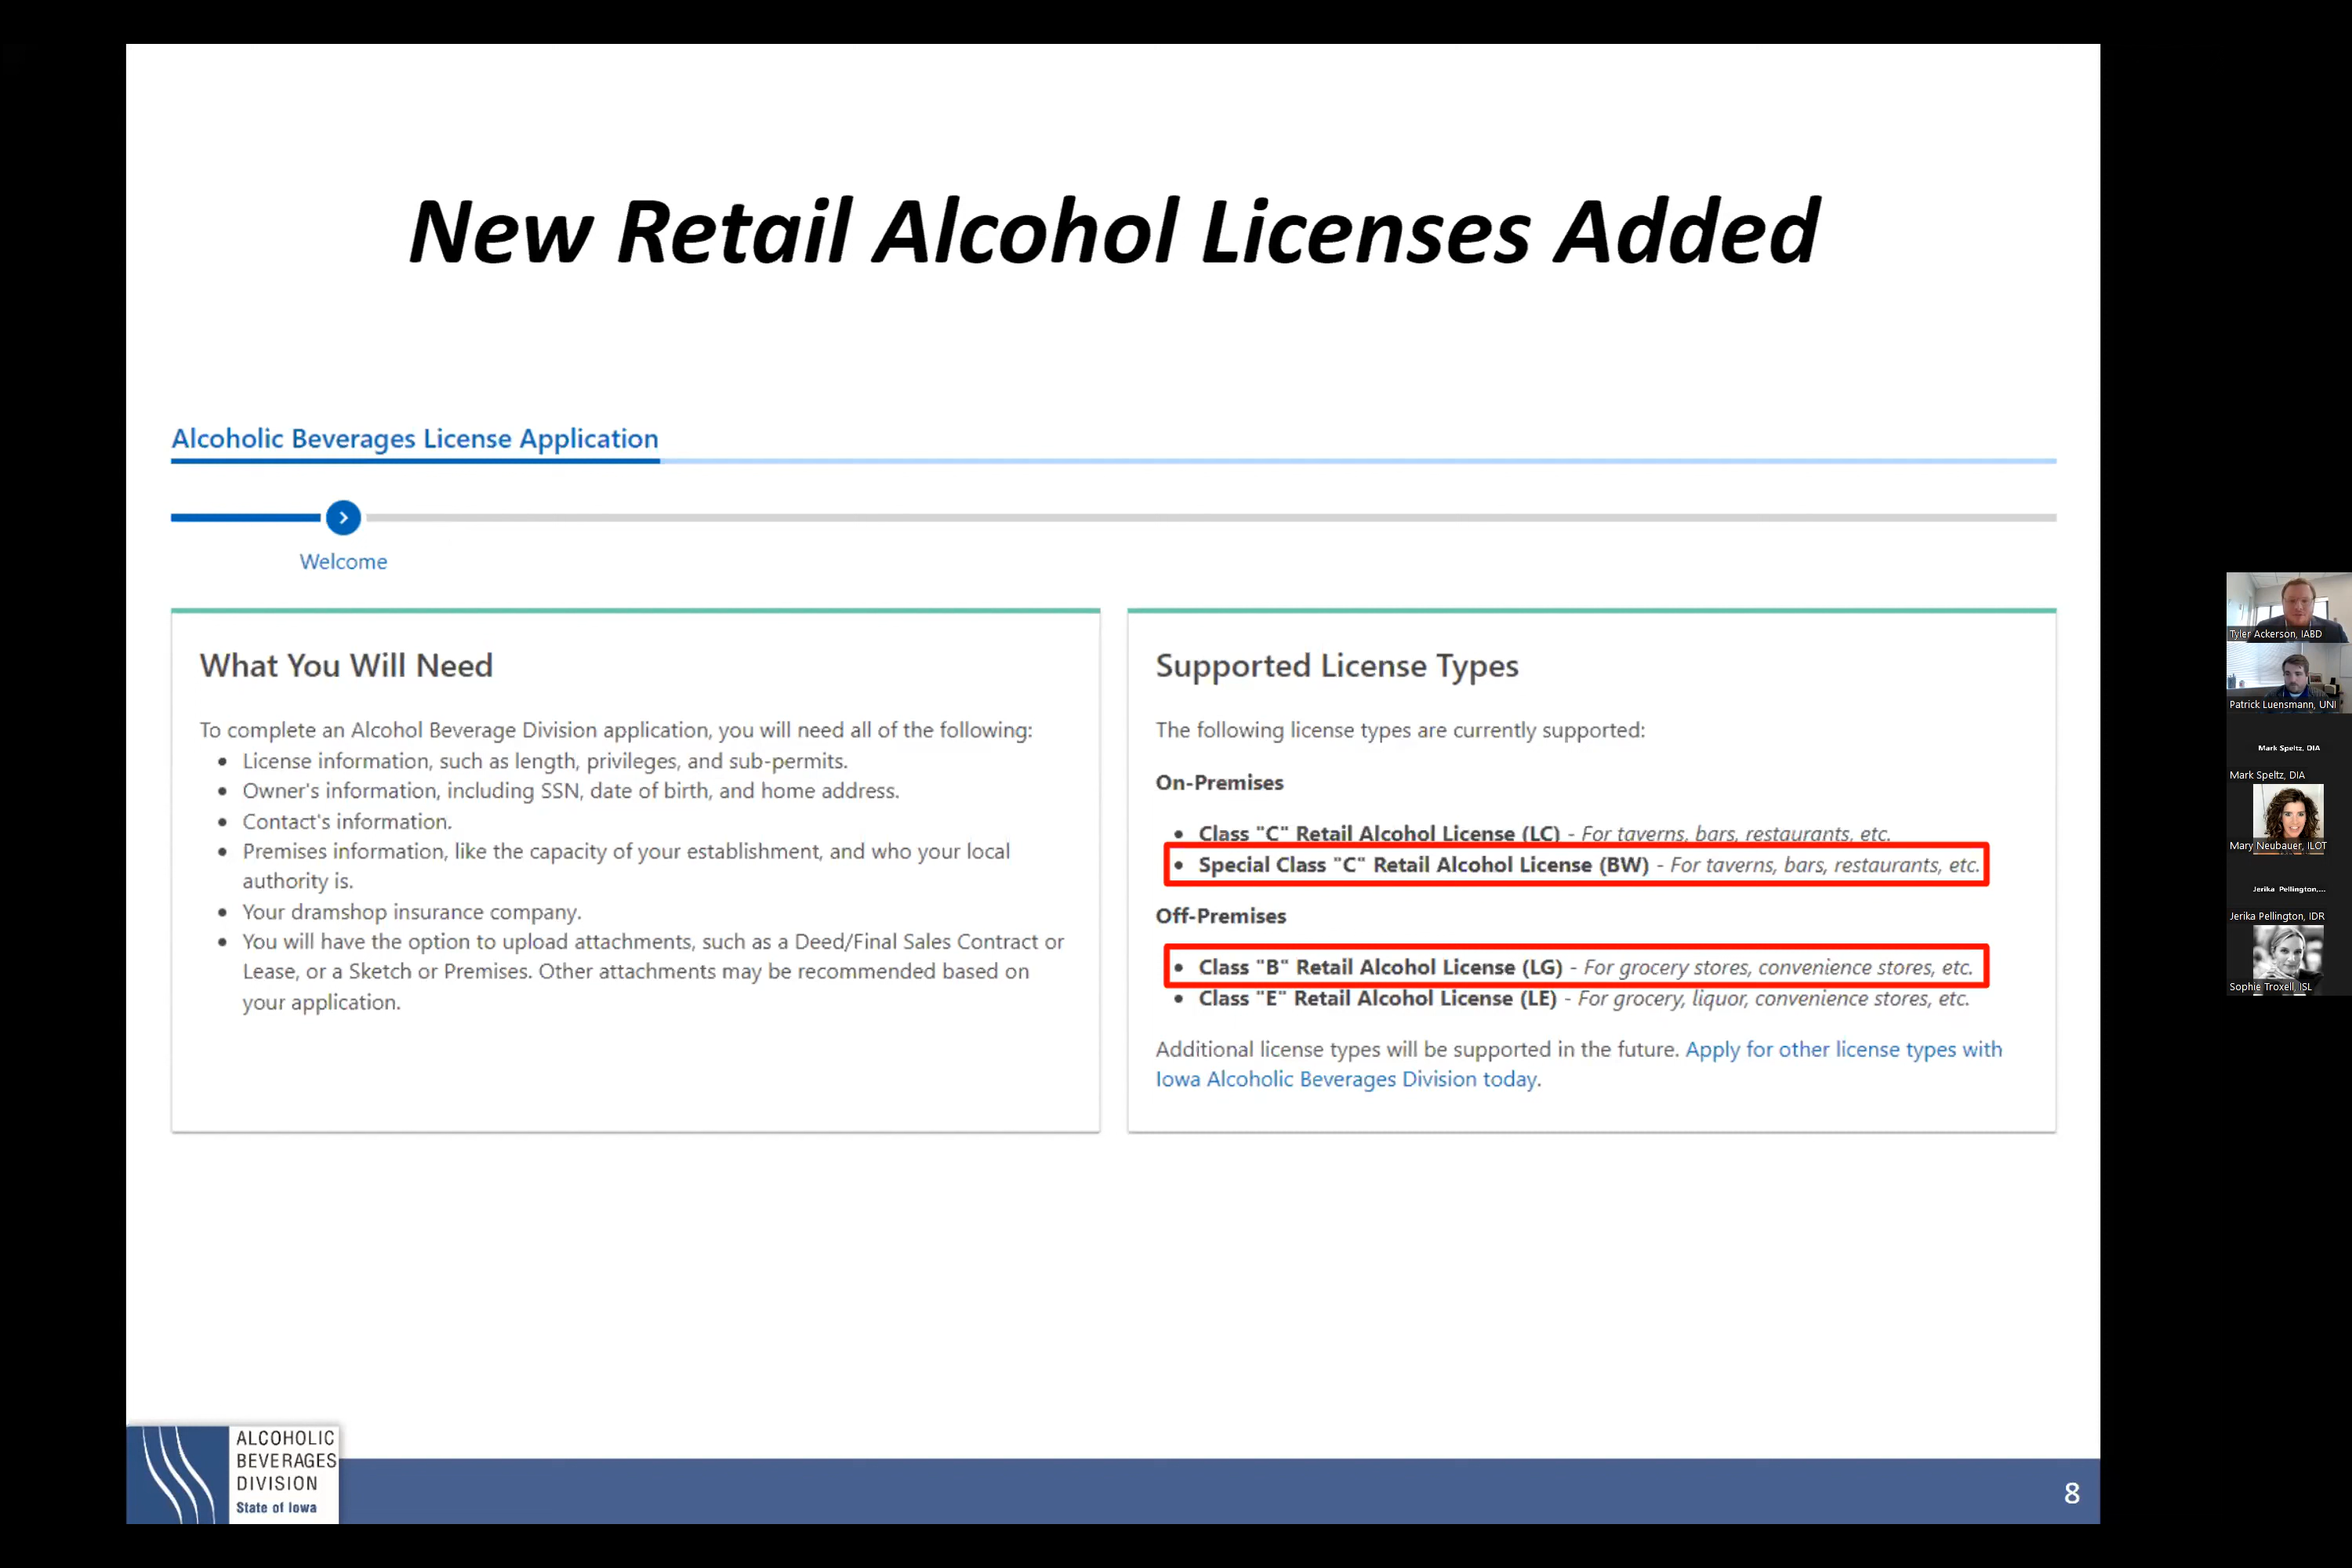 New Retail Alcohol Licenses Added
Alcoholic Beverages License Application
Welcome
What You Will Need
To complete an Alcohol Beverage Division application, you will need all of the following:
• License information, such as length, privileges, and sub-permits.
• Owner's information, including SSN, date of birth, and home address.
• Contact's information.
• Premises information, like the capacity of your establishment, and who your local
authority is.
• Your dramshop insurance company.
• You will have the option to upload attachments, such as a Deed/Final Sales Contract or
Lease, or a Sketch or Premises. Other attachments may be recommended based on
your application.
Supported License Types
The following license types are currently supported:
On-Premises
• Class "C" Retail Alcohol License (LC) - For taverns, bars, restaurants, etc.
• Special Class "C" Retail Alcohol License (BW) - For taverns, bars, restaurants, etc.
Off-Premises
• Class "B" Retail Alcohol License (LG) - For grocery stores, convenience stores, etc.
• Class "E" Retail Alcohol License (LE) - For grocery, liquor, convenience stores, etc.
Additional license types will be supported in the future. Apply for other license types with
Iowa Alcoholic Beverages Division today.
ALCOHOLIC
BEVERAGES
DIVISION
State of Iowa
8
Tyler Ackerson, IABD
Patrick Luensmann, UNI
Mark Speltz, DIA
Mark Speltz, DIA
Mary Neubauer, ILOT
Jerika Pellington,...
Jerika Pellington, IDR
Sophie Troxell, ISL